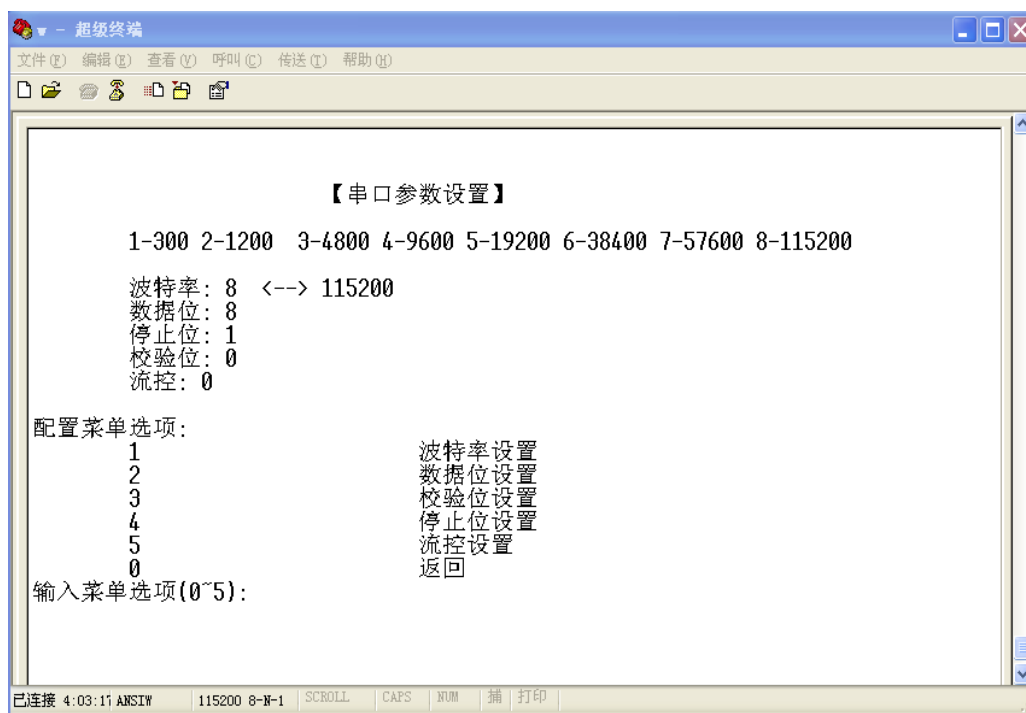 w - 超级终端
文件(F) 编辑(E) 查看(V) 呼叫(C) 传送(T) 帮助(H)
【串口参数设置】
1-300 2-1200 3-4800 4-9600 5-19200 6-38400 7-57600 8-115200
波特率: 8 <--> 115200
数据位: 8
停止位: 1
校验位: 0
流控: 0
配置菜单选项:
1 波特率设置
2 数据位设置
3 校验位设置
4 停止位设置
5 流控设置
0 返回
输入菜单选项(0~5):
已连接 4:03:17 ANSIW 115200 8-N-1 SCROLL CAPS NUM 捕 打印